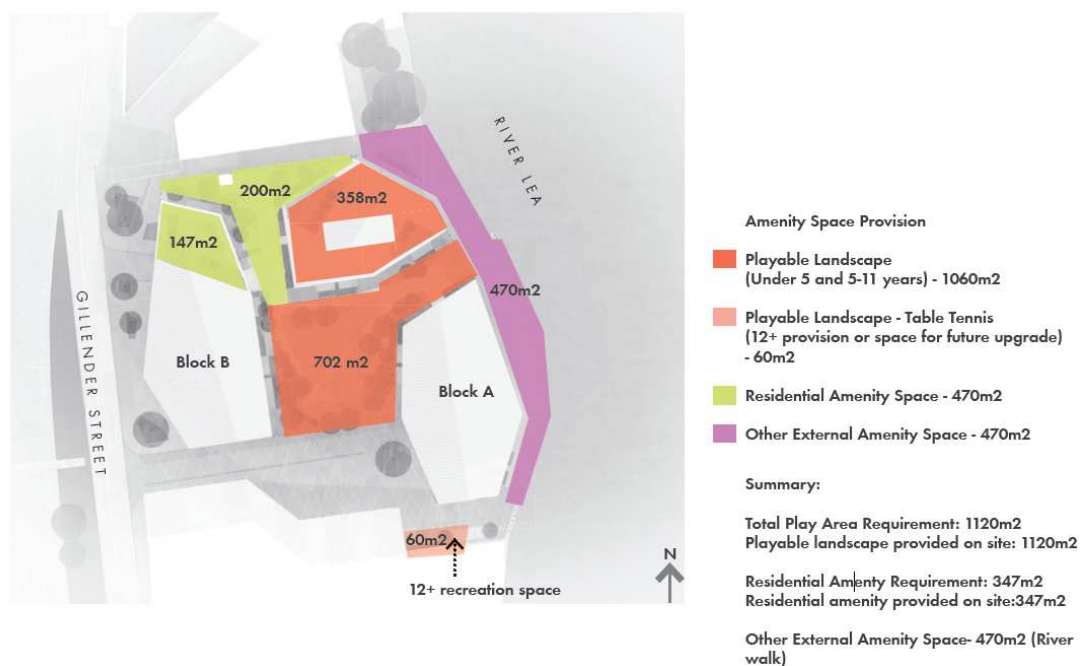 RIVER LEA
200m2
358m2
147m2
470m2
GILLENDER STREET
Block B
702 m2
Block A
60m2
12+ recreation space
N
Amenity Space Provision
Playable Landscape
(Under 5 and 5-11 years) - 1060m2
Playable Landscape - Table Tennis
(12+ provision or space for future upgrade)
- 60m2
Residential Amenity Space - 470m2
Other External Amenity Space - 470m2
Summary:
Total Play Area Requirement: 1120m2
Playable landscape provided on site: 1120m2
Residential Amenty Requirement: 347m2
Residential amenity provided on site:347m2
Other External Amenity Space- 470m2 (River
walk)